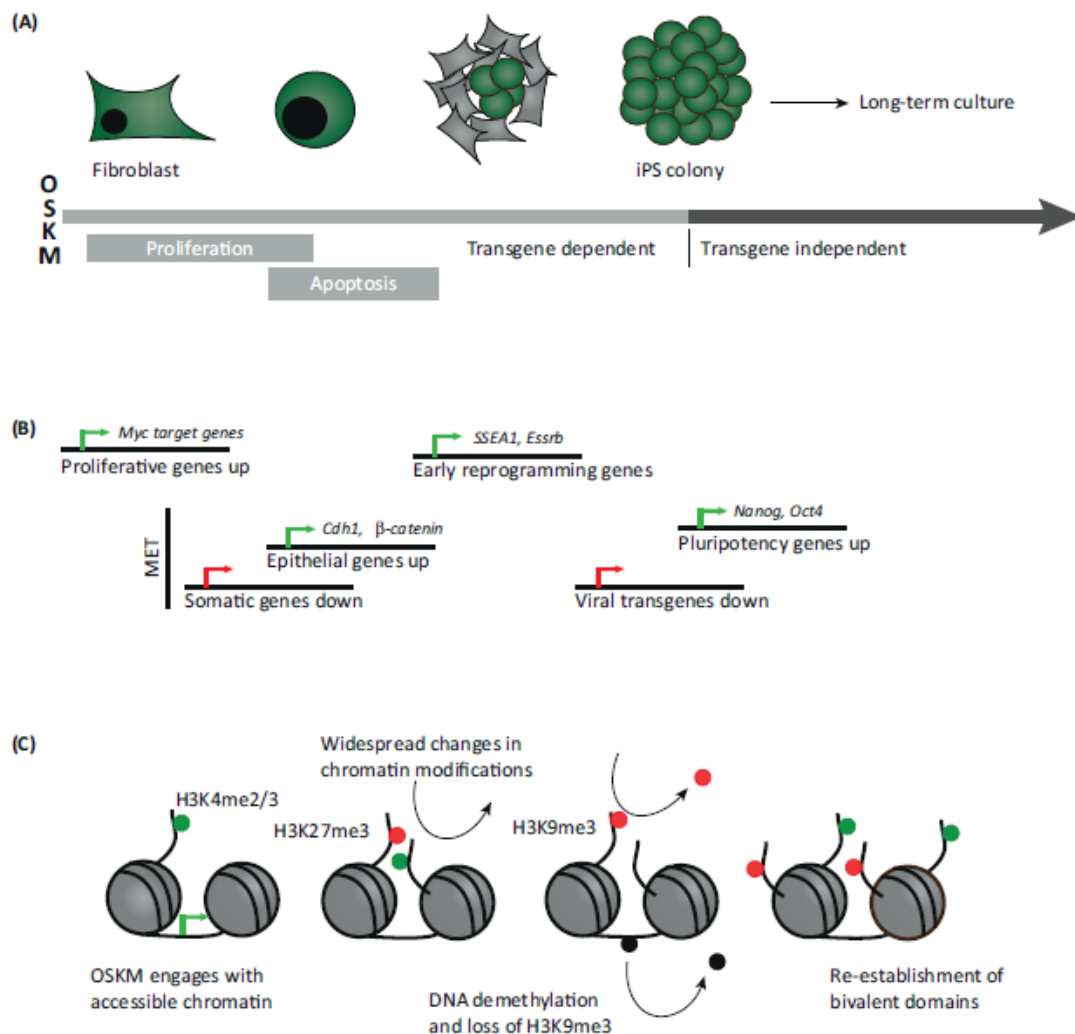 (A)
Long-term culture
Fibroblast
iPS colony
O
S
K
M
Proliferation
Transgene dependent
Transgene independent
Apoptosis
(B)
Myc target genes
Proliferative genes up
SSEA1, Essrb
Early reprogramming genes
MET
Cdh1, β-catenin
Epithelial genes up
Nanog, Oct4
Pluripotency genes up
Somatic genes down
Viral transgenes down
(C)
Widespread changes in
chromatin modifications
H3K4me2/3
H3K27me3
H3K9me3
OSKM engages with
accessible chromatin
DNA demethylation
and loss of H3K9me3
Re-establishment of
bivalent domains